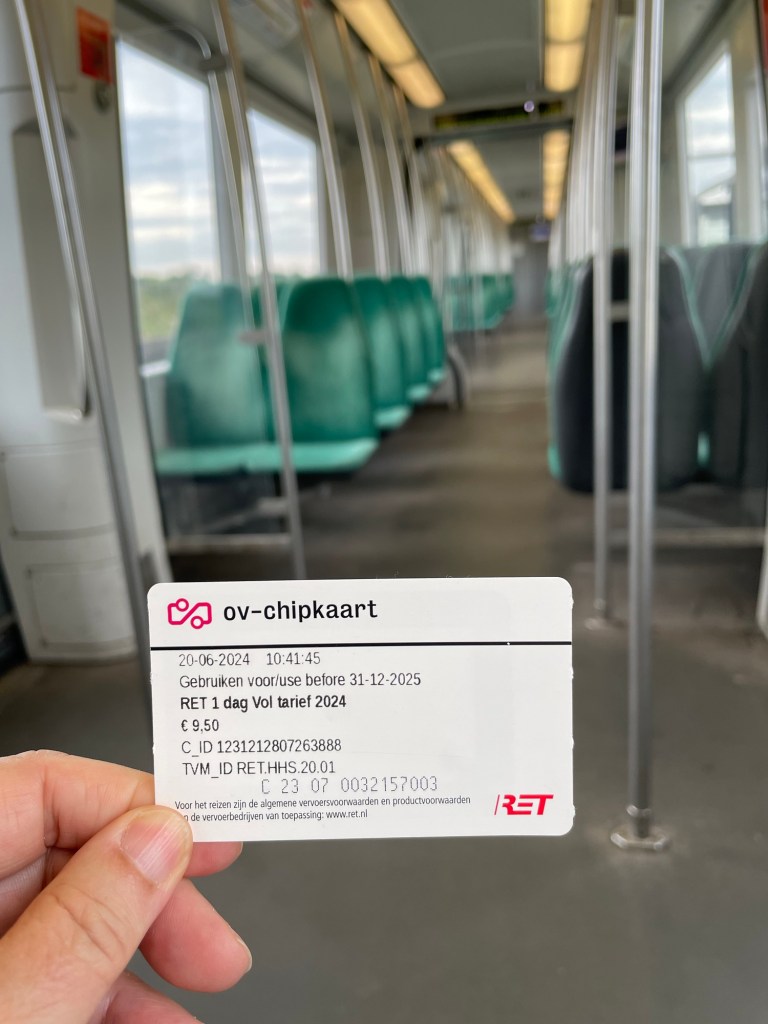 ov-chipkaart
20-06-2024 10:41:45
Gebruiken voor/use before 31-12-2025
RET 1 dag Vol tarief 2024
€ 9,50
C_ID 1231212807263888
TVM_ID RET.HHS.20.01
C 23 07 0032157003
Voor het reizen zijn de algemene vervoersvoorwaarden en productvoorwaarden
de vervoerbedrijven van toepassing: www.ret.nl
RET